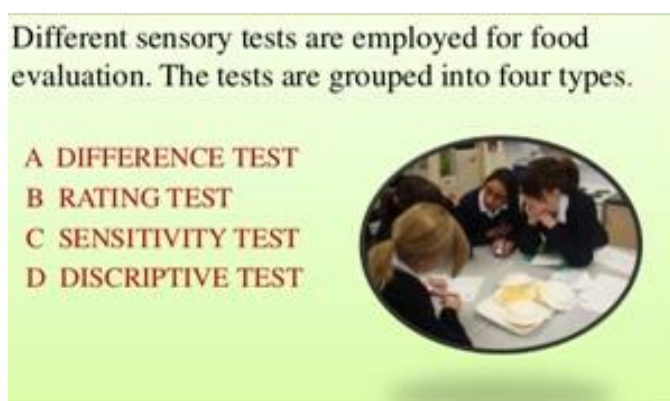 Different sensory tests are employed for food
evaluation. The tests are grouped into four types.
A DIFFERENCE TEST
B RATING TEST
C SENSITIVITY TEST
D DISCRIPTIVE TEST